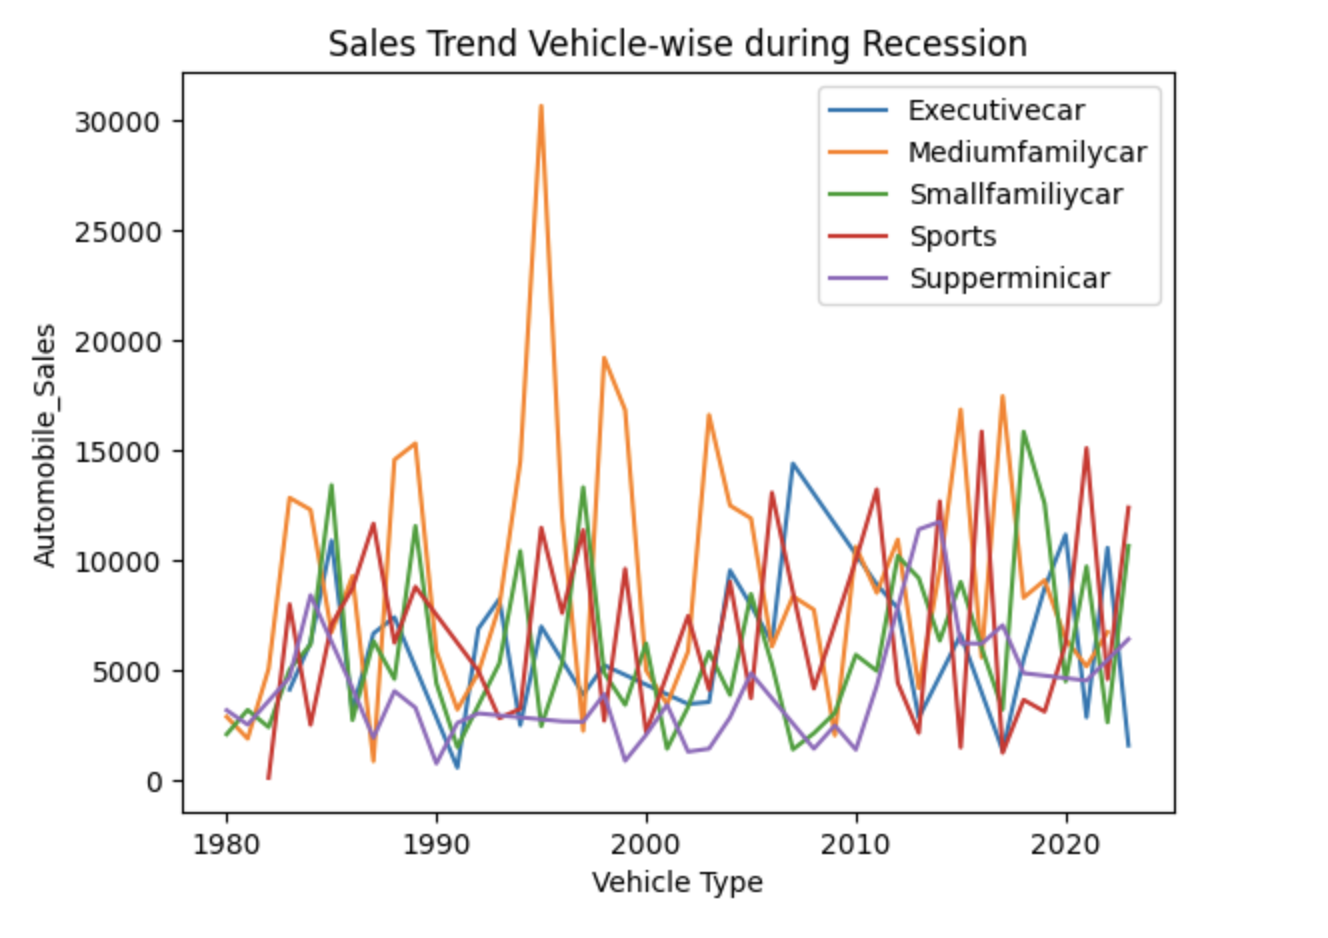 Sales Trend Vehicle-wise during Recession
Executivecar
Mediumfamilycar
Smallfamiliycar
Sports
Supperminicar
30000
25000
20000
15000
10000
5000
0
Automobile_Sales
1980 1990 2000 2010 2020
Vehicle Type